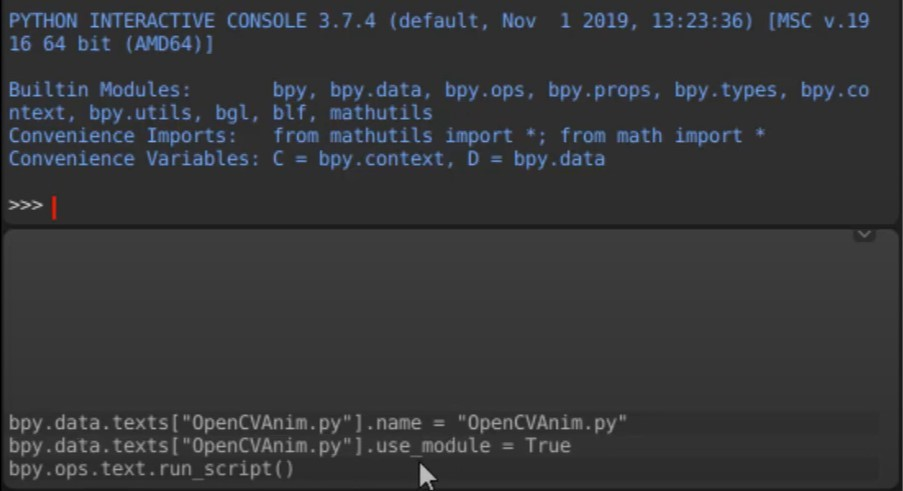 PYTHON INTERACTIVE CONSOLE 3.7.4 (default, Nov  1 2019, 13:23:36) [MSC v.19
16 64 bit (AMD64)]
Builtin Modules:       bpy, bpy.data, bpy.ops, bpy.props, bpy.types, bpy.co
ntext, bpy.utils, bgl, blf, mathutils
Convenience Imports:   from mathutils import *; from math import *
Convenience Variables: C = bpy.context, D = bpy.data
>>>
bpy.data.texts["OpenCVAnim.py"].name = "OpenCVAnim.py"
bpy.data.texts["OpenCVAnim.py"].use_module = True
bpy.ops.text.run_script()